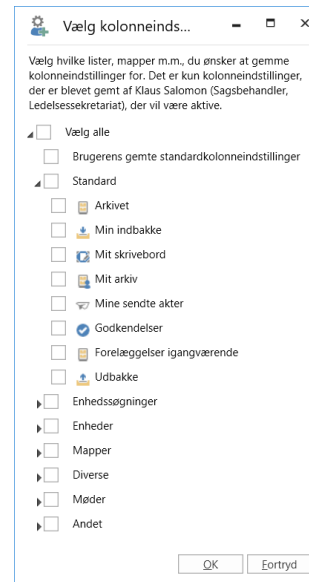 Vælg kolonneinds...
Vælg hvilke lister, mapper m.m., du ønsker at gemme
kolonneindstillinger for. Det er kun kolonneindstillinger,
der er blevet gemt af Klaus Salomon (Sagsbehandler,
Ledelsessekretariat), der vil være aktive.
Vælg alle
Brugerens gemte standardkolonneindstillinger
Standard
Arkivet
Min indbakke
Mit skrivebord
Mit arkiv
Mine sendte akter
Godkendelser
Forelæggelser igangværende
Udbakke
Enhedssøgninger
Enheder
Mapper
Diverse
Møder
Andet
OK Fortryd